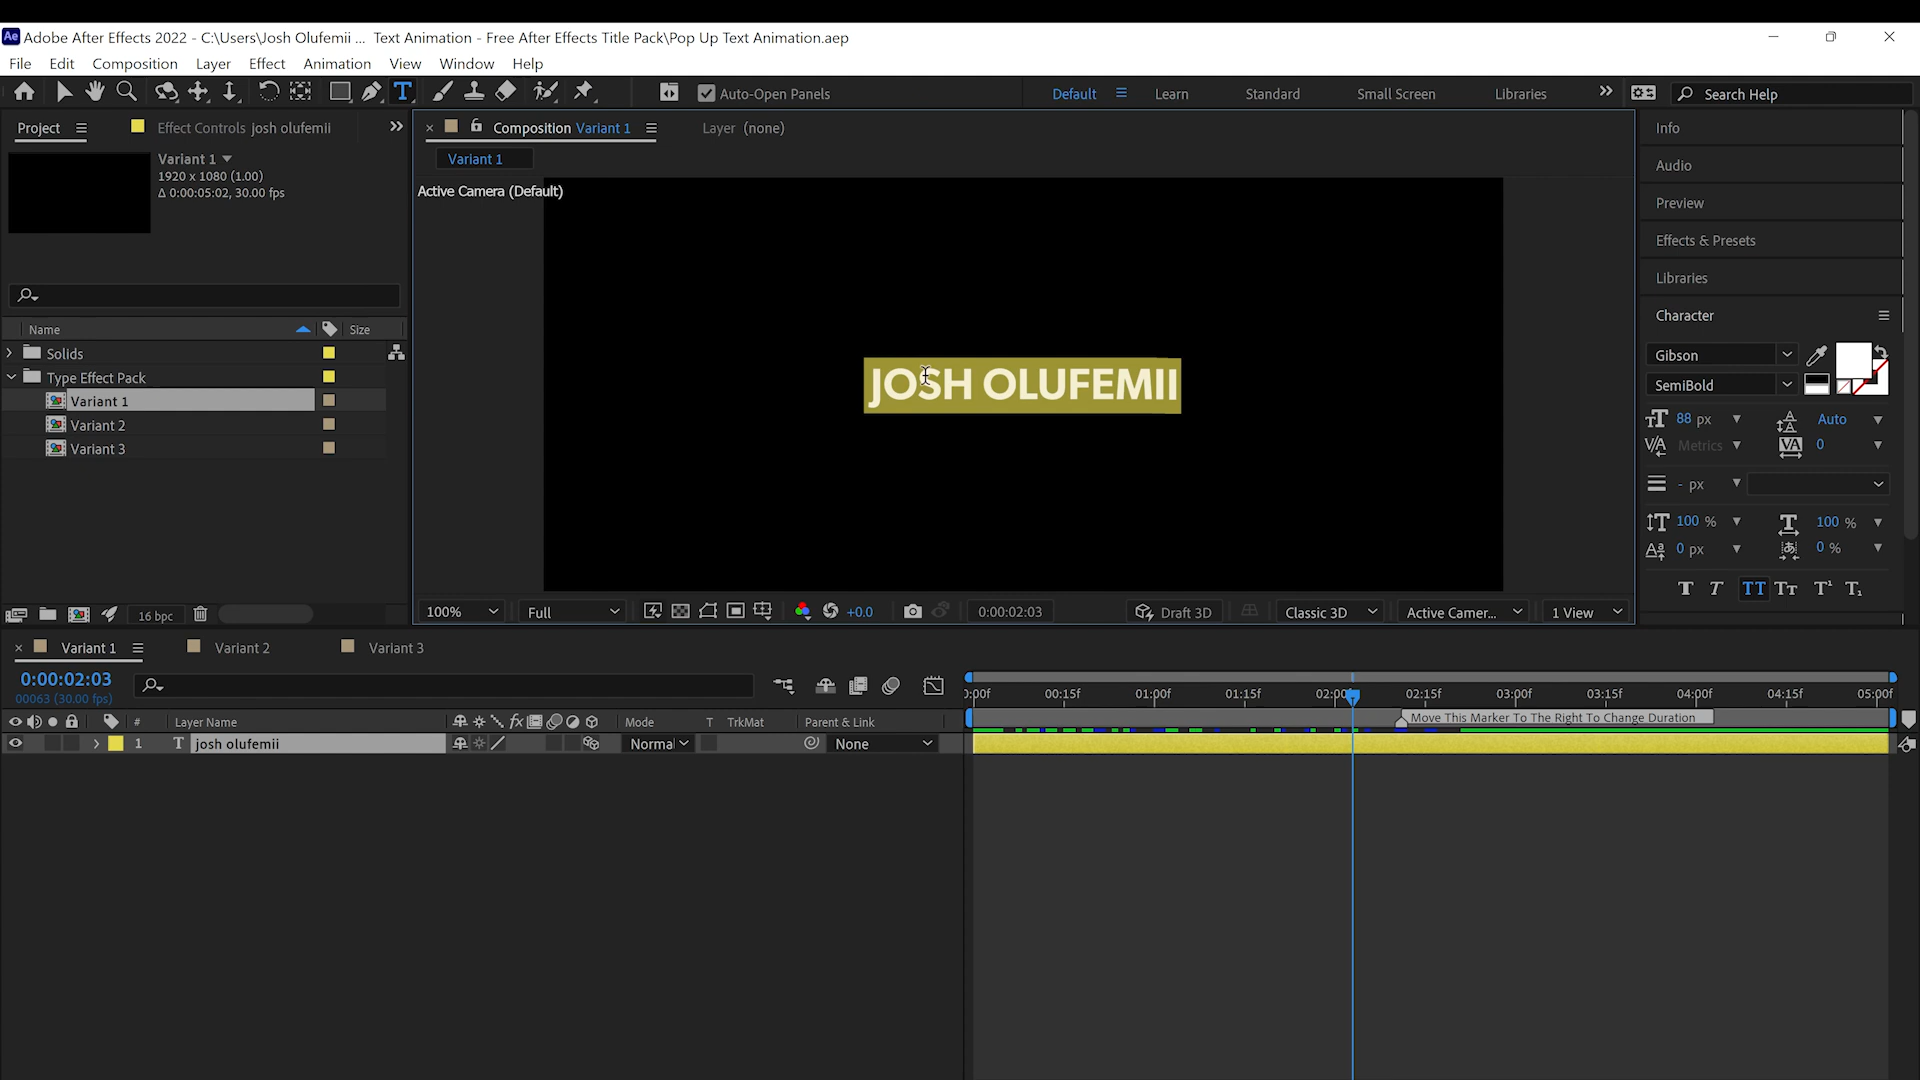 Ae Adobe After Effects 2022 - C:\Users\Josh Olufemii ... Text Animation - Free After Effects Title Pack\Pop Up Text Animation.aep
File Edit Composition Layer Effect Animation View Window Help
Auto-Open Panels Default Learn Standard Small Screen Libraries Search Help
Project Effect Controls josh olufemii Composition Variant 1 Layer (none)
Variant 1
1920 x 1080 (1.00)
Δ 0:00:05:02, 30.00 fps
Name Size
Solids
Type Effect Pack
Variant 1
Variant 2
Variant 3
16 bpc
Variant 1
Active Camera (Default)
JOSH OLUFEMII
100% Full +0.0 0:00:02:03 Draft 3D Classic 3D Active Camer... 1 View
Info
Audio
Preview
Effects & Presets
Libraries
Character
Gibson
SemiBold
88 px Auto
Metrics 0
- px
100 % 100 %
0 px 0 %
Variant 1 Variant 2 Variant 3
0:00:02:03
00063 (30.00 fps)
:00f 00:15f 01:00f 01:15f 02:00f 02:15f 03:00f 03:15f 04:00f 04:15f 05:00f
# Layer Name Mode T TrkMat Parent & Link
Move This Marker To The Right To Change Duration
1 T josh olufemii Normal None